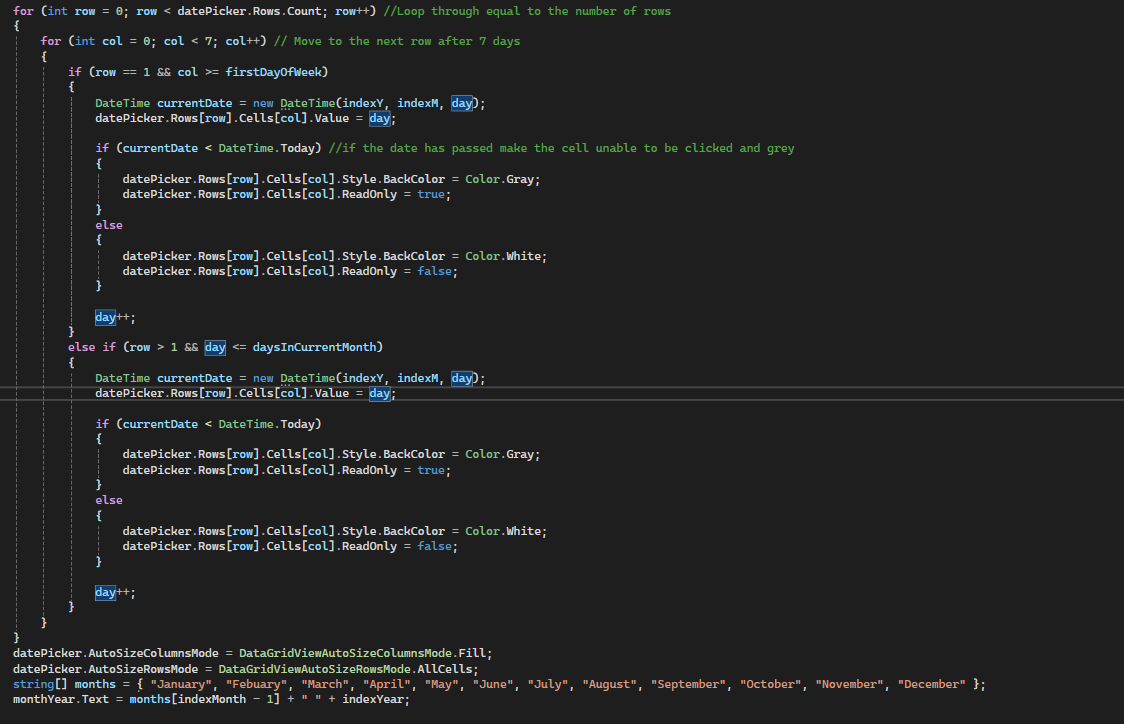 for (int row = 0; row < datePicker.Rows.Count; row++) //Loop through equal to the number of rows
{
    for (int col = 0; col < 7; col++) // Move to the next row after 7 days
    {
        if (row == 1 && col >= firstDayOfWeek)
        {
            DateTime currentDate = new DateTime(indexY, indexM, day);
            datePicker.Rows[row].Cells[col].Value = day;

            if (currentDate < DateTime.Today) //if the date has passed make the cell unable to be clicked and grey
            {
                datePicker.Rows[row].Cells[col].Style.BackColor = Color.Gray;
                datePicker.Rows[row].Cells[col].ReadOnly = true;
            }
            else
            {
                datePicker.Rows[row].Cells[col].Style.BackColor = Color.White;
                datePicker.Rows[row].Cells[col].ReadOnly = false;
            }

            day++;
        }
        else if (row > 1 && day <= daysInCurrentMonth)
        {
            DateTime currentDate = new DateTime(indexY, indexM, day);
            datePicker.Rows[row].Cells[col].Value = day;

            if (currentDate < DateTime.Today)
            {
                datePicker.Rows[row].Cells[col].Style.BackColor = Color.Gray;
                datePicker.Rows[row].Cells[col].ReadOnly = true;
            }
            else
            {
                datePicker.Rows[row].Cells[col].Style.BackColor = Color.White;
                datePicker.Rows[row].Cells[col].ReadOnly = false;
            }

            day++;
        }
    }
}
datePicker.AutoSizeColumnsMode = DataGridViewAutoSizeColumnsMode.Fill;
datePicker.AutoSizeRowsMode = DataGridViewAutoSizeRowsMode.AllCells;
string[] months = { "January", "Febuary", "March", "April", "May", "June", "July", "August", "September", "October", "November", "December" };
monthYear.Text = months[indexMonth - 1] + " " + indexYear;